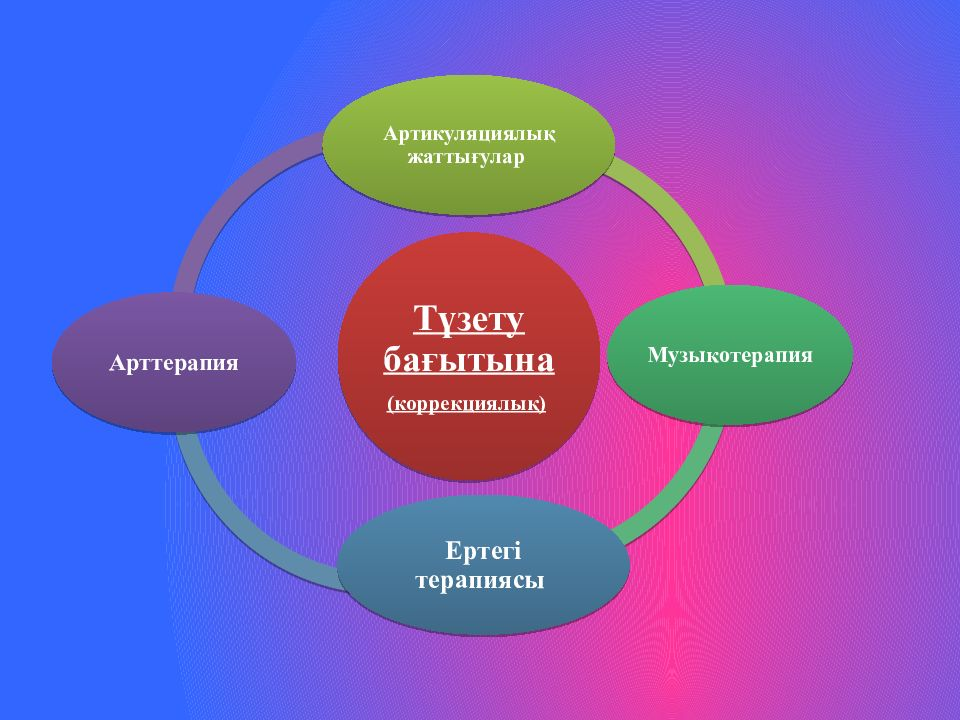 Артикуляциялық
жаттығулар
Түзету
бағытына
(коррекциялық)
Музыкотерапия
Арттерапия
Ертегі
терапиясы